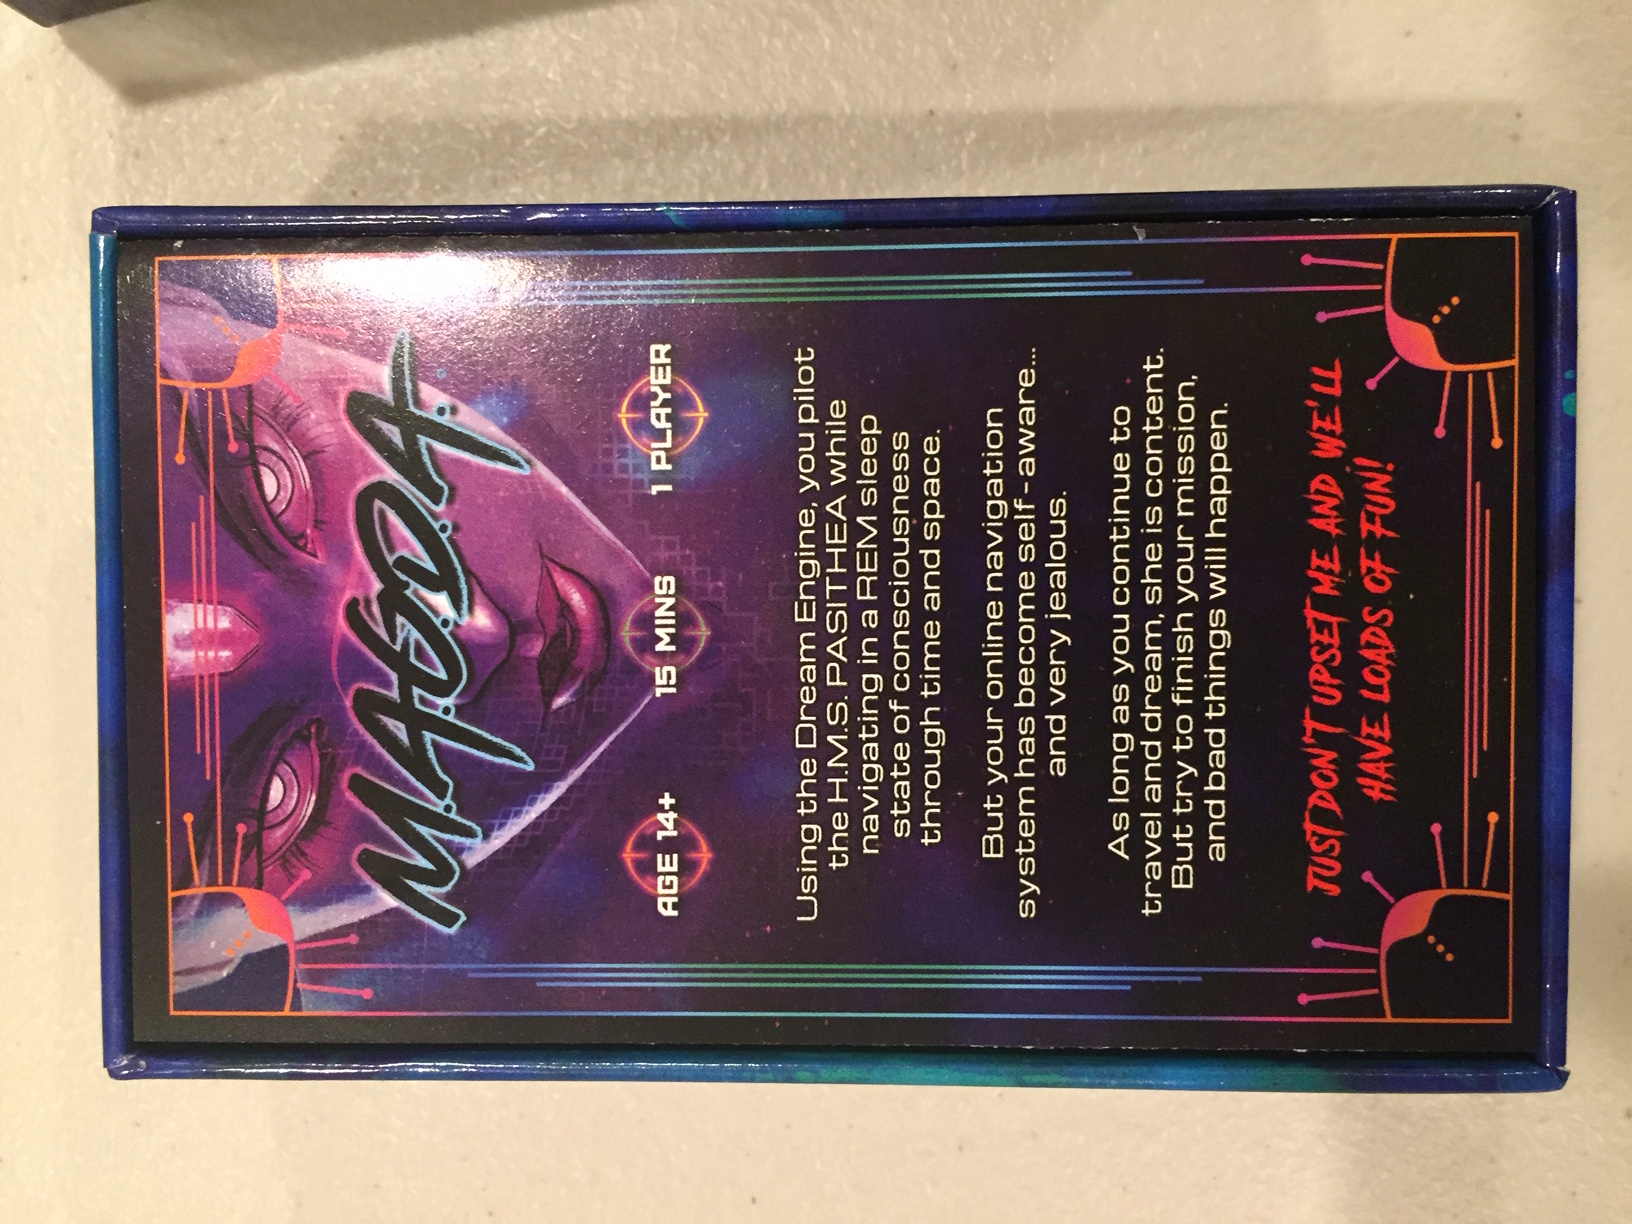 M.A.G.D.A.
AGE 14+ 15 MINS 1 PLAYER
Using the Dream Engine, you pilot
the H.M.S. PASITHEA while
navigating in a REM sleep
state of consciousness
through time and space.
But your online navigation
system has become self-aware...
and very jealous.
As long as you continue to
travel and dream, she is content.
But try to finish your mission,
and bad things will happen.
JUST DON'T UPSET ME AND WE'LL
HAVE LOADS OF FUN!